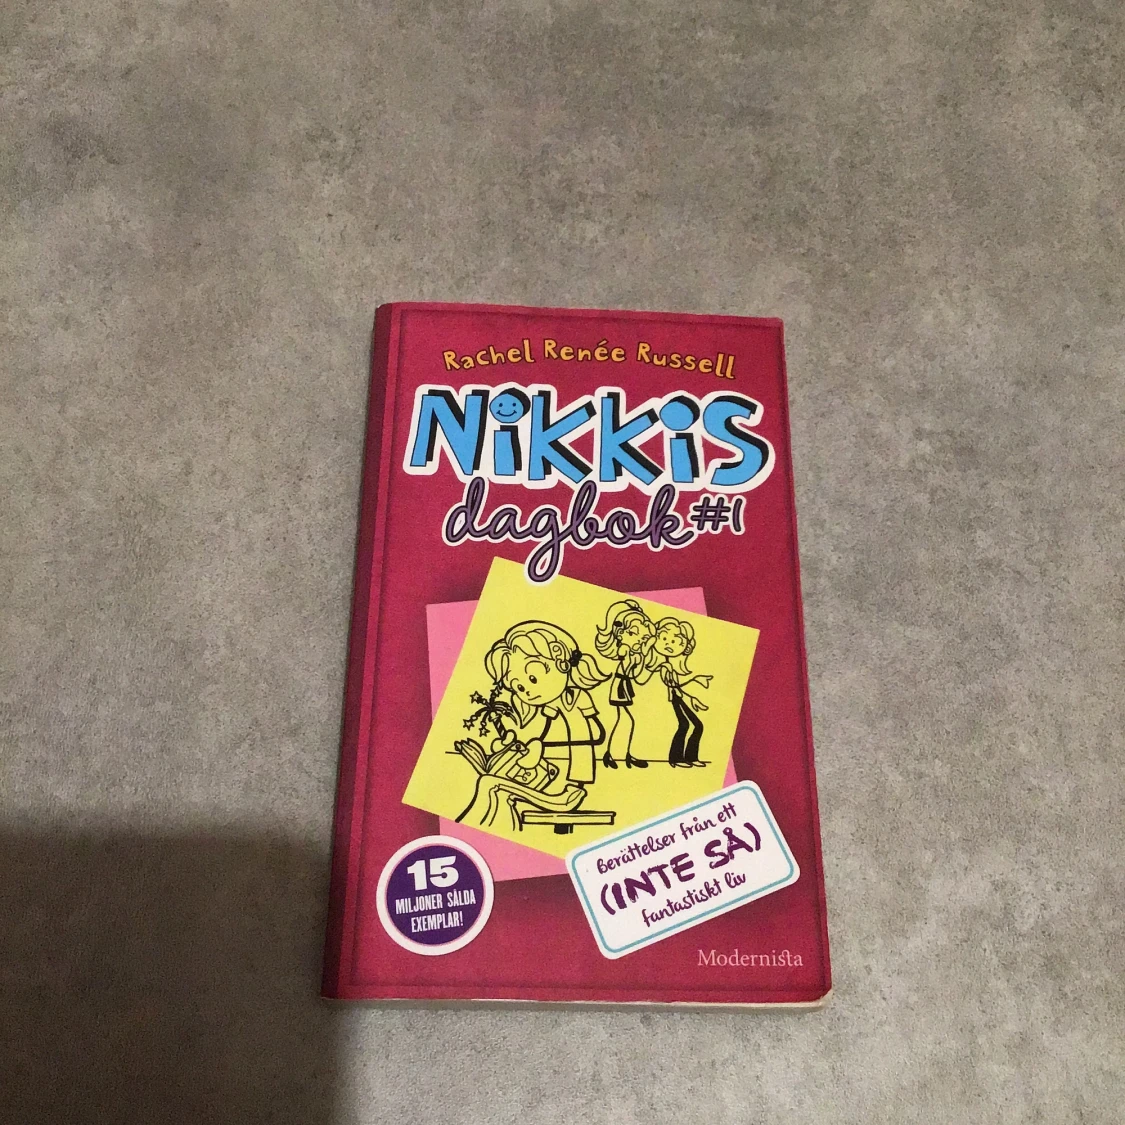 Rachel Renée Russell
NiKKiS
dagbok #1
Berättelser från ett
(INTE SÅ)
fantastiskt liv
15
MILJONER SÅLDA
EXEMPLAR!
Modernista